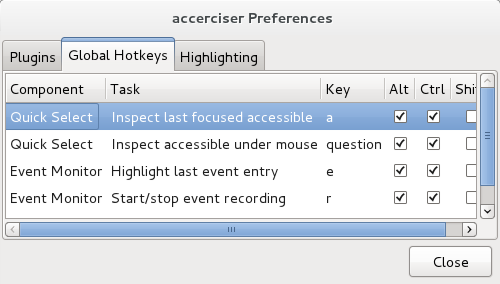 accerciser Preferences
Plugins Global Hotkeys Highlighting
Component Task Key Alt Ctrl Shi
Quick Select Inspect last focused accessible a
Quick Select Inspect accessible under mouse question
Event Monitor Highlight last event entry e
Event Monitor Start/stop event recording r
Close